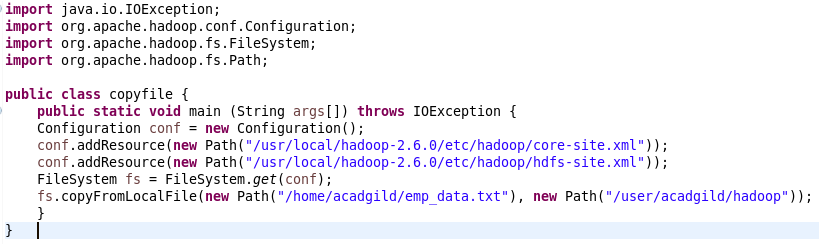 import java.io.IOException;
import org.apache.hadoop.conf.Configuration;
import org.apache.hadoop.fs.FileSystem;
import org.apache.hadoop.fs.Path;
public class copyfile {
public static void main (String args[]) throws IOException {
Configuration conf = new Configuration();
conf.addResource(new Path("/usr/local/hadoop-2.6.0/etc/hadoop/core-site.xml"));
conf.addResource(new Path("/usr/local/hadoop-2.6.0/etc/hadoop/hdfs-site.xml"));
FileSystem fs = FileSystem.get(conf);
fs.copyFromLocalFile(new Path("/home/acadgild/emp_data.txt"), new Path("/user/acadgild/hadoop"));
}
}